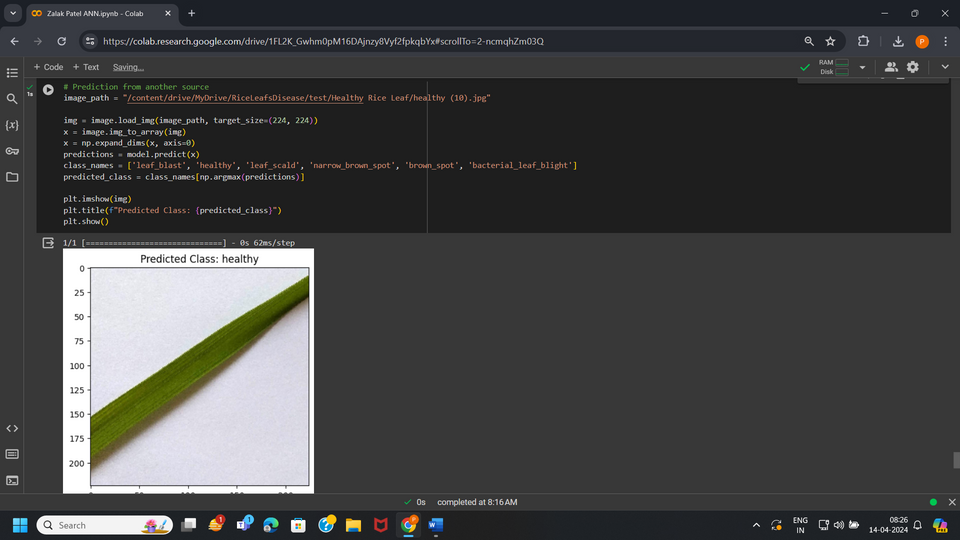 Zalak Patel ANN.ipynb - Colab
https://colab.research.google.com/drive/1FL2K_Gwhm0pM16DAjnzy8Vyf2fpkqbYx#scrollTo=2-ncmqhZm03Q
P
+ Code + Text Saving...
RAM
Disk
1s
# Prediction from another source
image_path = "/content/drive/MyDrive/RiceLeafsDisease/test/Healthy Rice Leaf/healthy (10).jpg"
img = image.load_img(image_path, target_size=(224, 224))
x = image.img_to_array(img)
x = np.expand_dims(x, axis=0)
predictions = model.predict(x)
class_names = ['leaf_blast', 'healthy', 'leaf_scald', 'narrow_brown_spot', 'brown_spot', 'bacterial_leaf_blight']
predicted_class = class_names[np.argmax(predictions)]
plt.imshow(img)
plt.title(f"Predicted Class: {predicted_class}")
plt.show()
1/1 [==============================] - 0s 62ms/step
Predicted Class: healthy
0
25
50
75
100
125
150
175
200
0s completed at 8:16 AM
Search
1
1
ENG
IN
08:26
14-04-2024